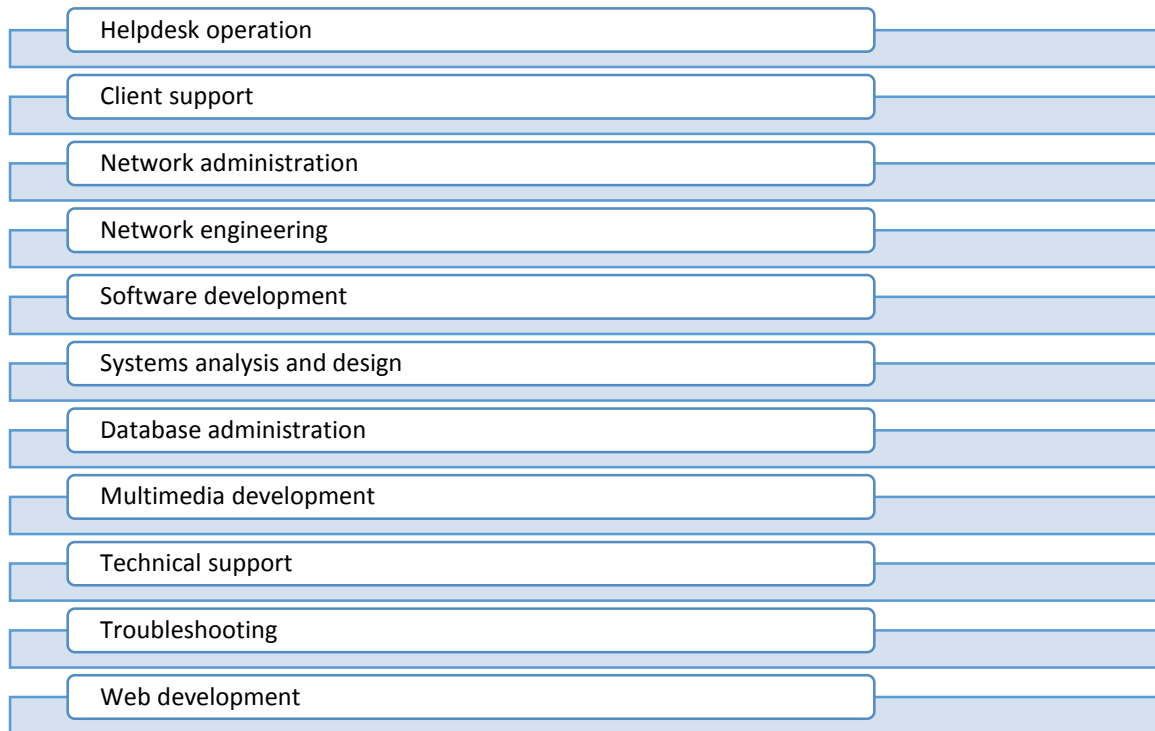 Helpdesk operation
Client support
Network administration
Network engineering
Software development
Systems analysis and design
Database administration
Multimedia development
Technical support
Troubleshooting
Web development